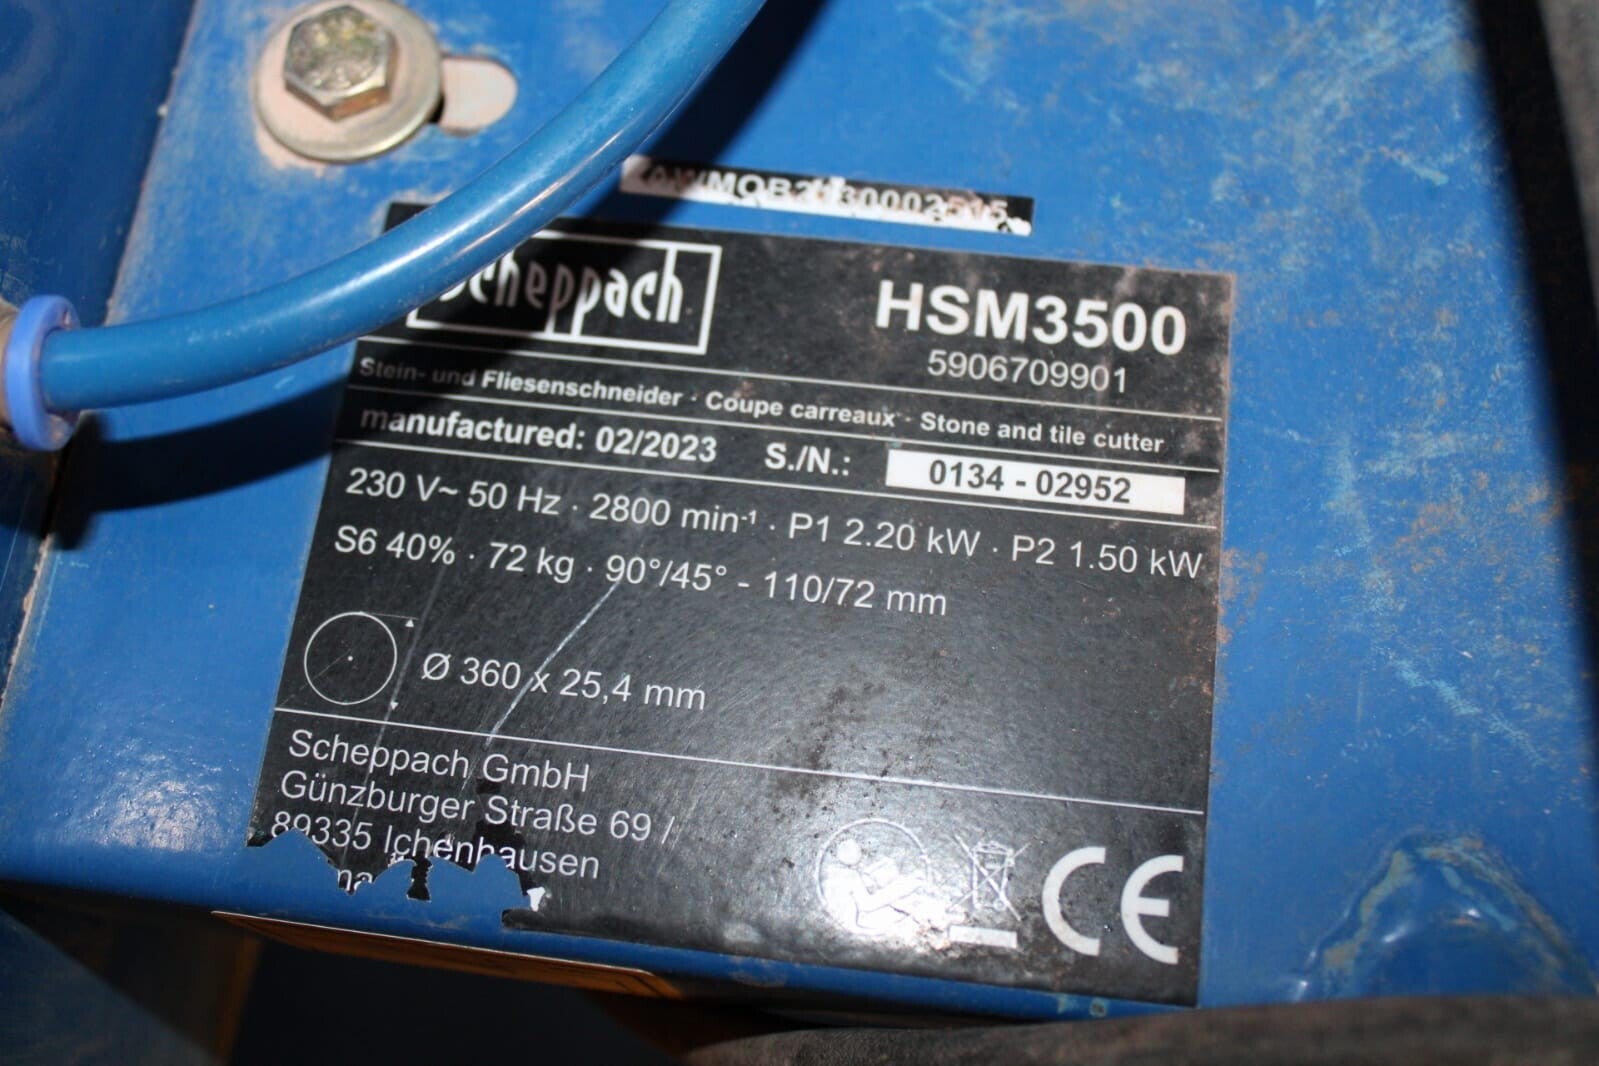 scheppach
HSM3500
5906709901
Stein- und Fliesenschneider · Coupe carreaux · Stone and tile cutter
manufactured: 02/2023 S./N.: 0134 - 02952
230 V~ 50 Hz · 2800 min⁻¹ · P1 2.20 kW · P2 1.50 kW
S6 40% · 72 kg · 90°/45° - 110/72 mm
Ø 360 x 25,4 mm
Scheppach GmbH
Günzburger Straße 69 /
89335 Ichenhausen
CE